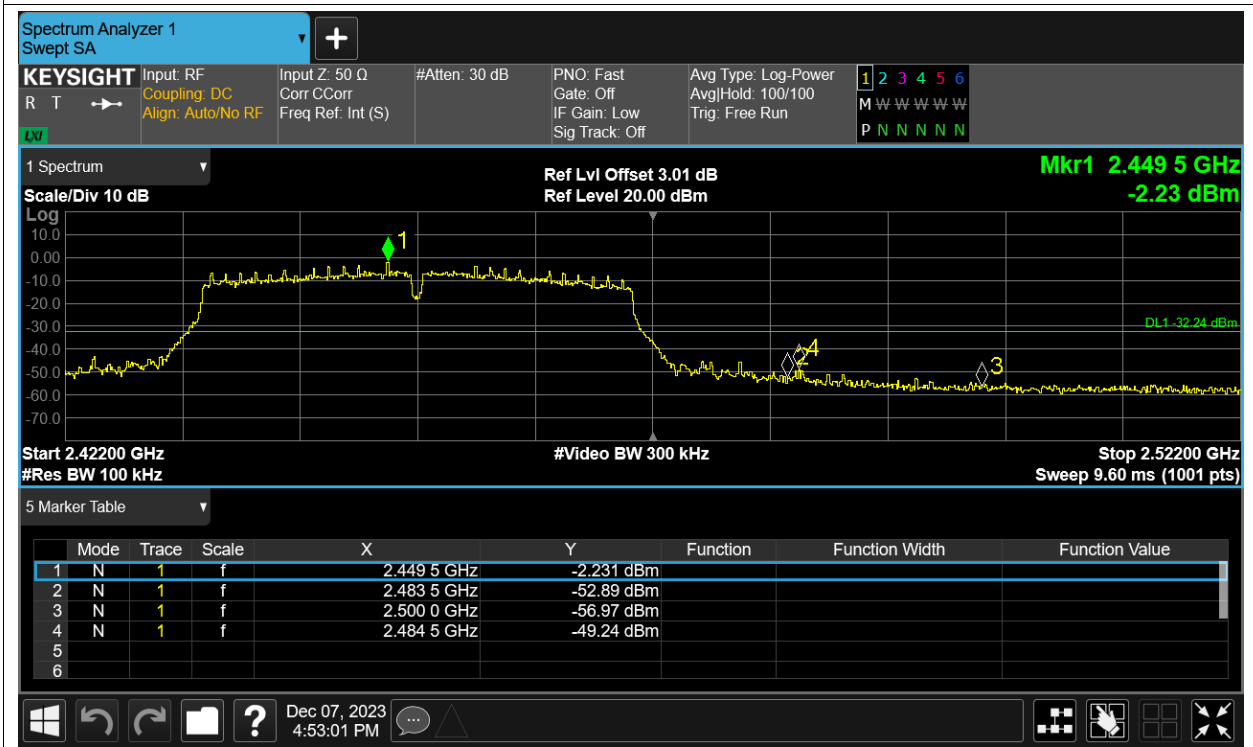 Spectrum Analyzer 1
Swept SA
+
KEYSIGHT
R T
LXI
Input: RF
Coupling: DC
Align: Auto/No RF
Input Z: 50 Ω
Corr CCorr
Freq Ref: Int (S)
#Atten: 30 dB
PNO: Fast
Gate: Off
IF Gain: Low
Sig Track: Off
Avg Type: Log-Power
Avg|Hold: 100/100
Trig: Free Run
1 2 3 4 5 6
M W W W W W
P N N N N N
1 Spectrum
Scale/Div 10 dB
Ref Lvl Offset 3.01 dB
Ref Level 20.00 dBm
Mkr1 2.449 5 GHz
-2.23 dBm
Log
10.0
0.00
-10.0
-20.0
-30.0
-40.0
-50.0
-60.0
-70.0
1
DL1 -32.24 dBm
2
4
3
Start 2.42200 GHz
#Video BW 300 kHz
Stop 2.52200 GHz
#Res BW 100 kHz
Sweep 9.60 ms (1001 pts)
5 Marker Table
Mode Trace Scale X Y Function Function Width Function Value
1 N 1 f 2.449 5 GHz -2.231 dBm
2 N 1 f 2.483 5 GHz -52.89 dBm
3 N 1 f 2.500 0 GHz -56.97 dBm
4 N 1 f 2.484 5 GHz -49.24 dBm
5
6
?
Dec 07, 2023
4:53:01 PM